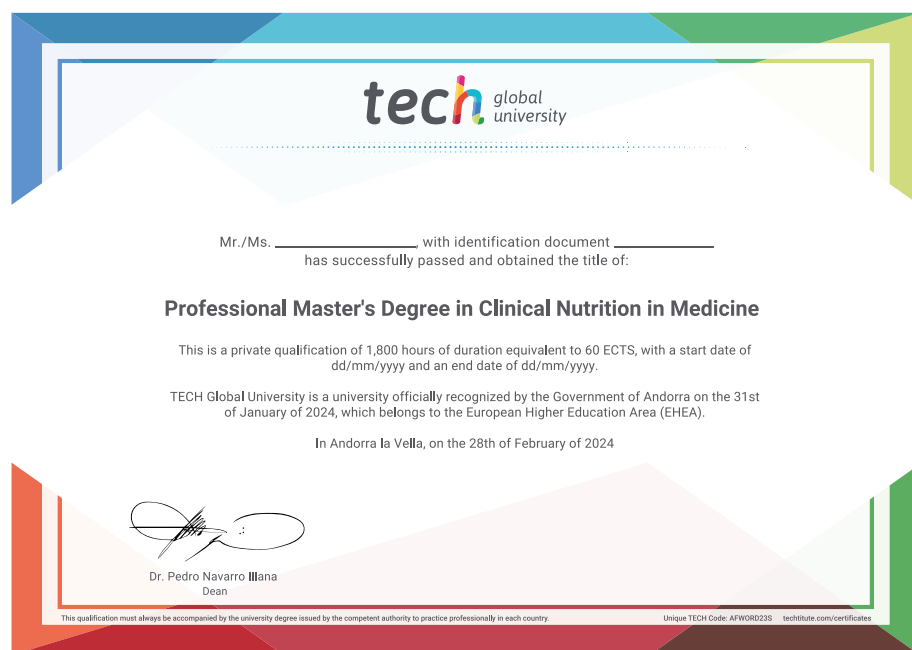 tech global university
Mr./Ms. ____________, with identification document ____________
has successfully passed and obtained the title of:
Professional Master's Degree in Clinical Nutrition in Medicine
This is a private qualification of 1,800 hours of duration equivalent to 60 ECTS, with a start date of
dd/mm/yyyy and an end date of dd/mm/yyyy.
TECH Global University is a university officially recognized by the Government of Andorra on the 31st
of January of 2024, which belongs to the European Higher Education Area (EHEA).
In Andorra la Vella, on the 28th of February of 2024
Dr. Pedro Navarro Illana
Dean
This qualification must always be accompanied by the university degree issued by the competent authority to practice professionally in each country.
Unique TECH Code: AFWORD23S techtitute.com/certificates